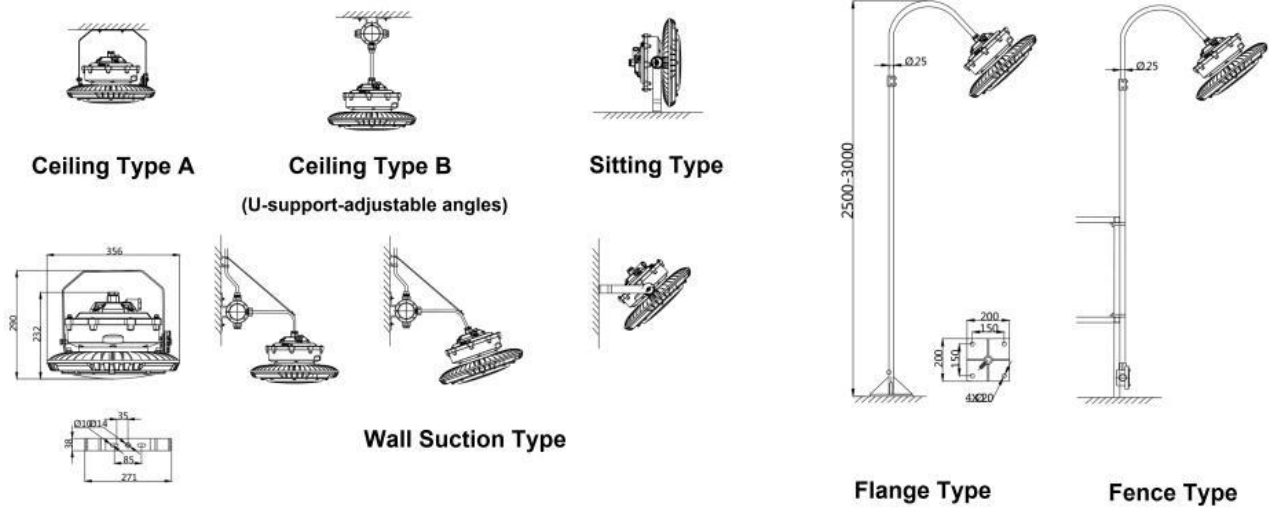 Ceiling Type A
Ceiling Type B
(U-support-adjustable angles)
Sitting Type
356
290
232
35
Ø10
Ø14
38
85
271
Wall Suction Type
Ø25
2500-3000
200
150
200
150
4XØ20
Flange Type
Ø25
Fence Type